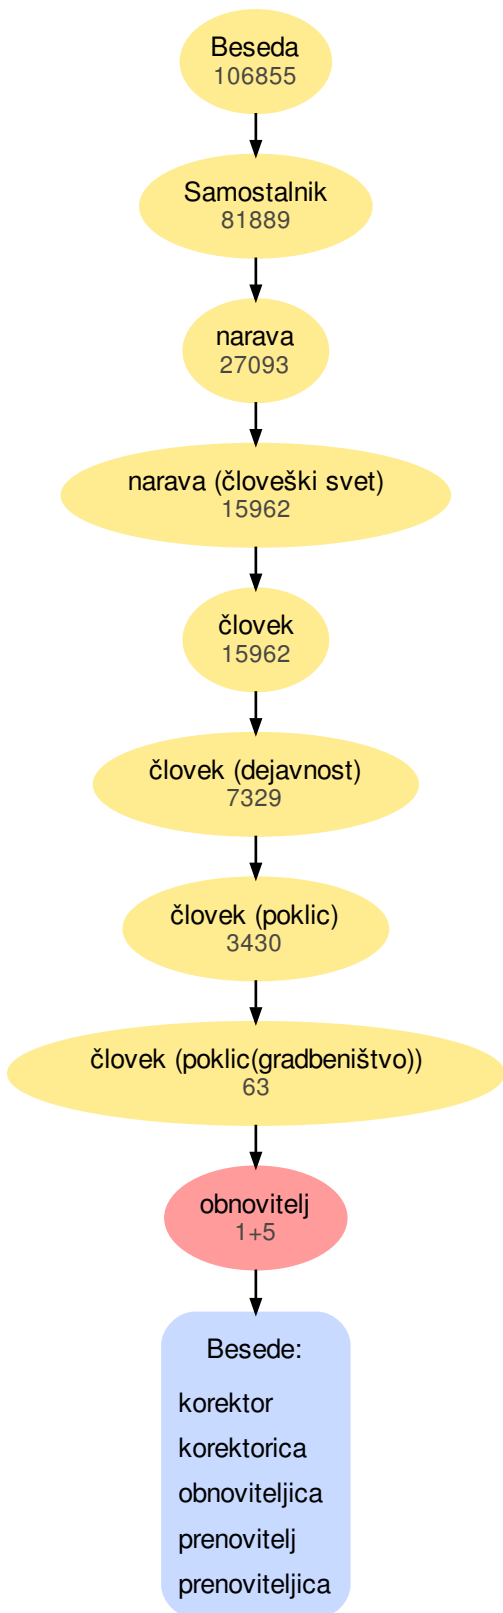 Beseda
106855
Samostalnik
81889
narava
27093
narava (človeški svet)
15962
človek
15962
človek (dejavnost)
7329
človek (poklic)
3430
človek (poklic(gradbeništvo))
63
obnovitelj
1+5
Besede:
korektor
korektorica
obnoviteljica
prenovitelj
prenoviteljica